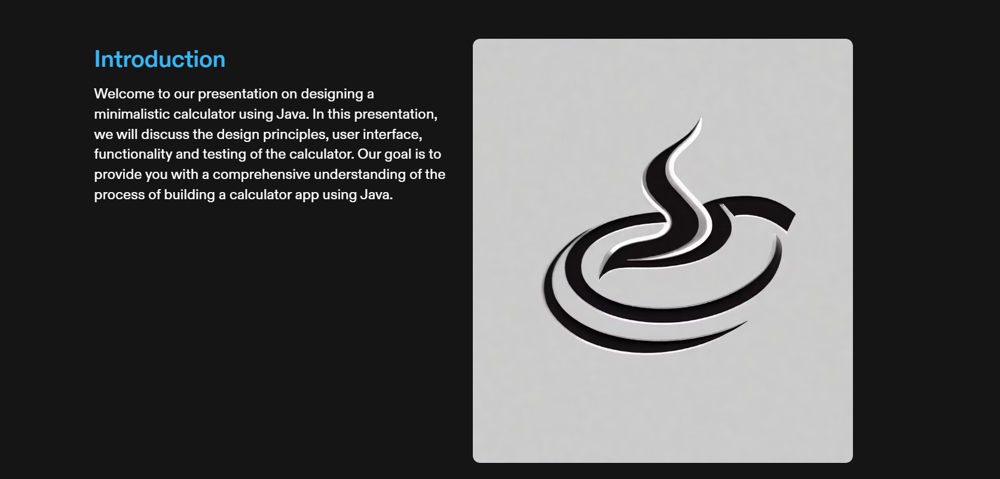 Introduction
Welcome to our presentation on designing a
minimalistic calculator using Java. In this presentation,
we will discuss the design principles, user interface,
functionality and testing of the calculator. Our goal is to
provide you with a comprehensive understanding of the
process of building a calculator app using Java.